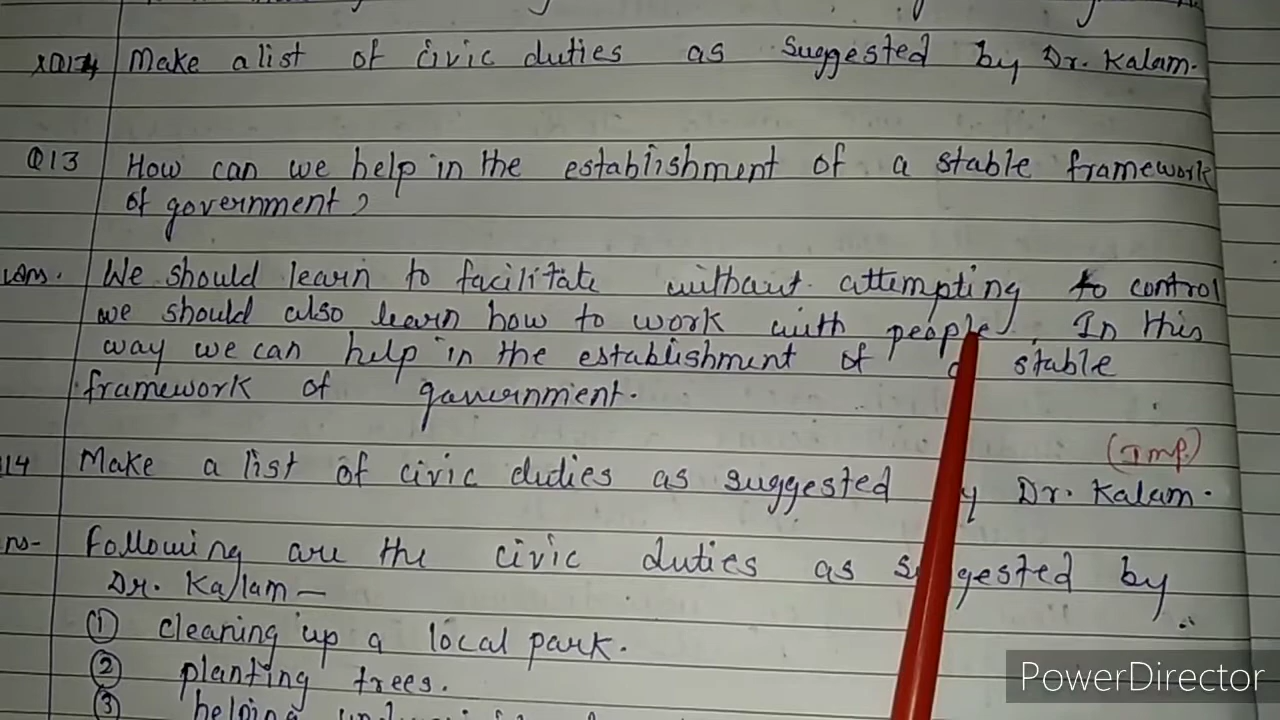 Make a list of civic duties as suggested by Dr. Kalam.
Q13 How can we help in the establishment of a stable framework
of government?
Ans. We should learn to facilitate without attempting to control
we should also learn how to work with people. In this
way we can help in the establishment of a stable
framework of government.
(Imp.)
14 Make a list of civic duties as suggested by Dr. Kalam.
ns- Following are the civic duties as suggested by
Dr. Kalam —
① cleaning up a local park.
② planting trees.
③ helping
PowerDirector